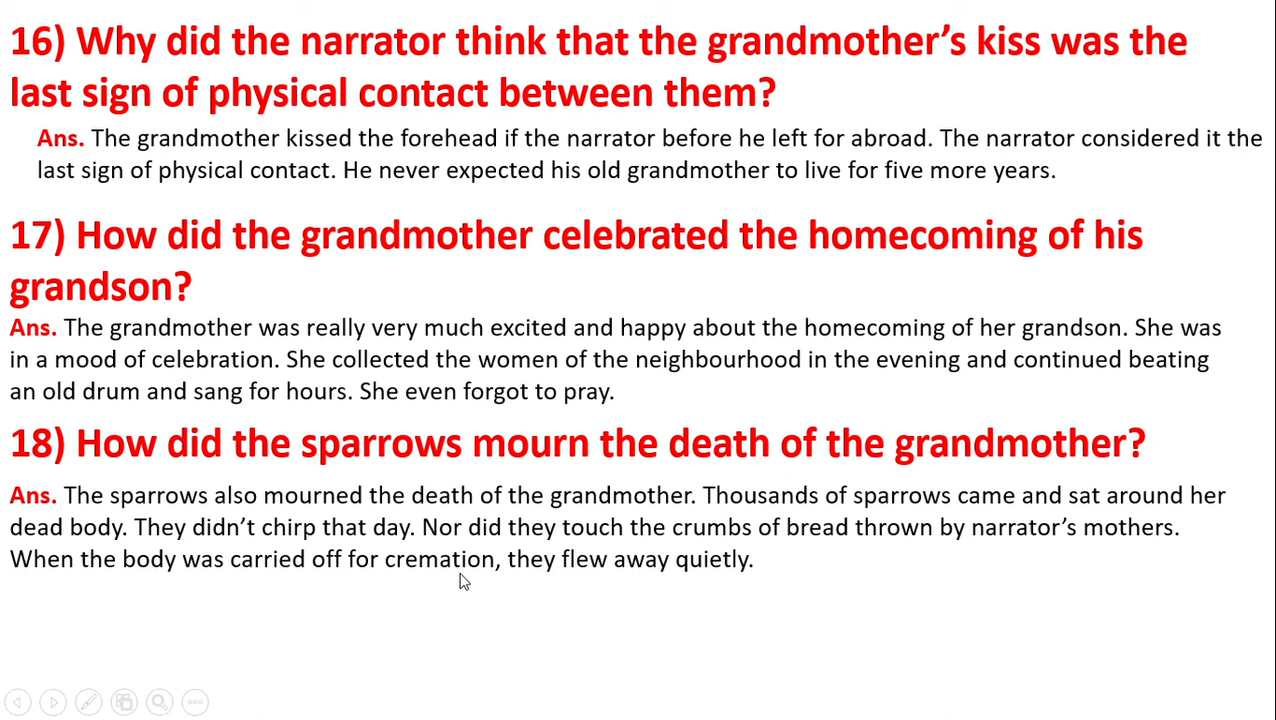 16) Why did the narrator think that the grandmother’s kiss was the
last sign of physical contact between them?
Ans. The grandmother kissed the forehead if the narrator before he left for abroad. The narrator considered it the
last sign of physical contact. He never expected his old grandmother to live for five more years.
17) How did the grandmother celebrated the homecoming of his
grandson?
Ans. The grandmother was really very much excited and happy about the homecoming of her grandson. She was
in a mood of celebration. She collected the women of the neighbourhood in the evening and continued beating
an old drum and sang for hours. She even forgot to pray.
18) How did the sparrows mourn the death of the grandmother?
Ans. The sparrows also mourned the death of the grandmother. Thousands of sparrows came and sat around her
dead body. They didn’t chirp that day. Nor did they touch the crumbs of bread thrown by narrator’s mothers.
When the body was carried off for cremation, they flew away quietly.